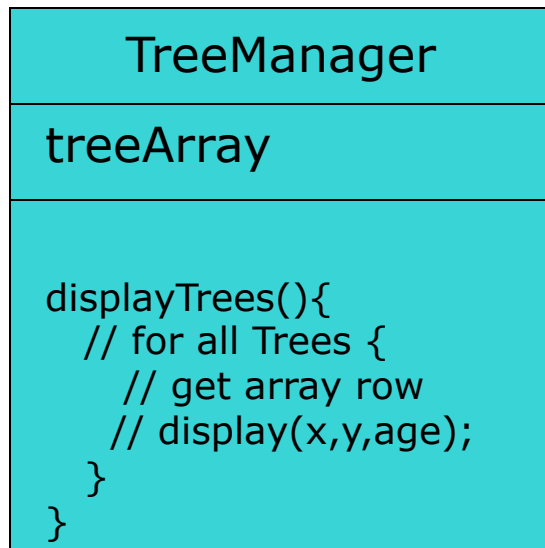 TreeManager
treeArray
displayTrees(){
// for all Trees {
// get array row
// display(x,y,age);
}
}